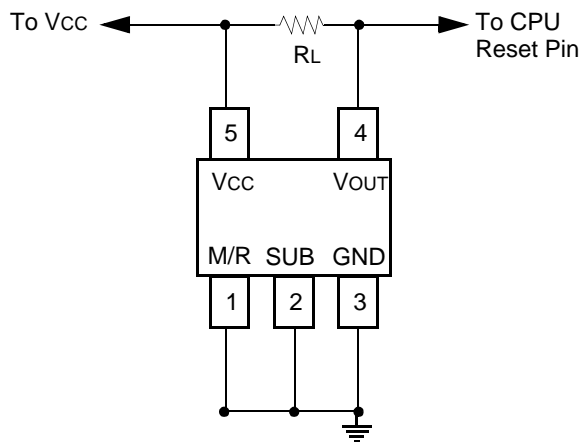 To VCC
RL
To CPU
Reset Pin
5
4
VCC
VOUT
M/R
SUB
GND
1
2
3